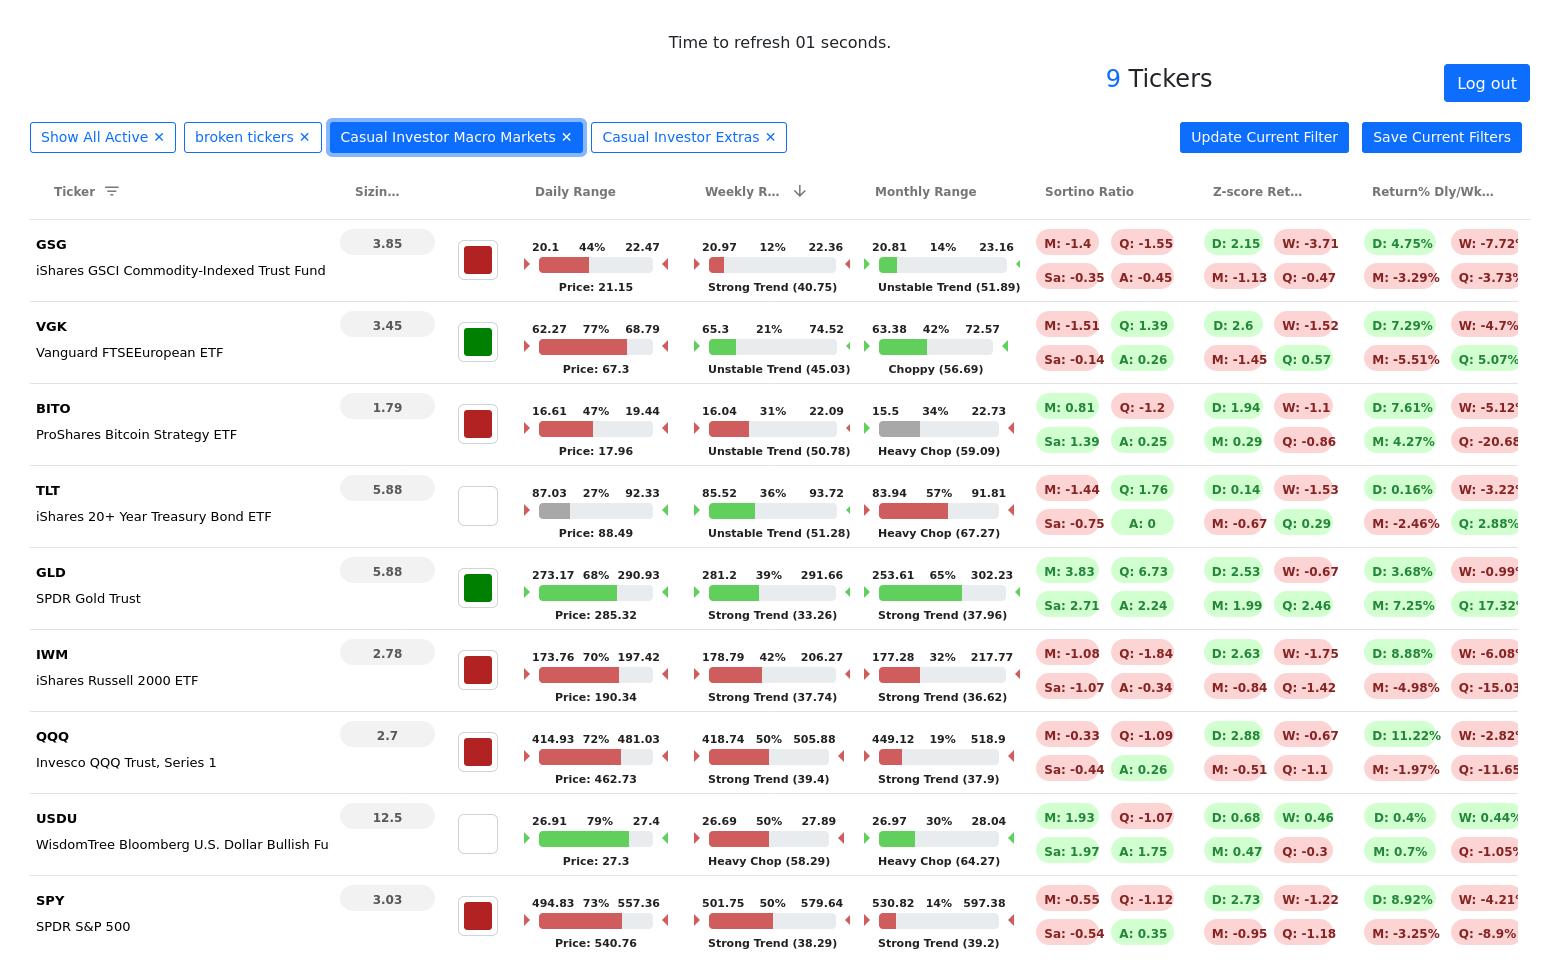 Time to refresh 01 seconds.
9 Tickers
Log out
Show All Active ✕ broken tickers ✕ Casual Investor Macro Markets ✕ Casual Investor Extras ✕ Update Current Filter Save Current Filters
Ticker Sizin... Daily Range Weekly R... Monthly Range Sortino Ratio Z-score Ret... Return% Dly/Wk...
GSG 3.85 20.1 44% 22.47 20.97 12% 22.36 20.81 14% 23.16 M: -1.4 Q: -1.55 D: 2.15 W: -3.71 D: 4.75% W: -7.72%
iShares GSCI Commodity-Indexed Trust Fund Price: 21.15 Strong Trend (40.75) Unstable Trend (51.89) Sa: -0.35 A: -0.45 M: -1.13 Q: -0.47 M: -3.29% Q: -3.73%
VGK 3.45 62.27 77% 68.79 65.3 21% 74.52 63.38 42% 72.57 M: -1.51 Q: 1.39 D: 2.6 W: -1.52 D: 7.29% W: -4.7%
Vanguard FTSEEuropean ETF Price: 67.3 Unstable Trend (45.03) Choppy (56.69) Sa: -0.14 A: 0.26 M: -1.45 Q: 0.57 M: -5.51% Q: 5.07%
BITO 1.79 16.61 47% 19.44 16.04 31% 22.09 15.5 34% 22.73 M: 0.81 Q: -1.2 D: 1.94 W: -1.1 D: 7.61% W: -5.12%
ProShares Bitcoin Strategy ETF Price: 17.96 Unstable Trend (50.78) Heavy Chop (59.09) Sa: 1.39 A: 0.25 M: 0.29 Q: -0.86 M: 4.27% Q: -20.68
TLT 5.88 87.03 27% 92.33 85.52 36% 93.72 83.94 57% 91.81 M: -1.44 Q: 1.76 D: 0.14 W: -1.53 D: 0.16% W: -3.22%
iShares 20+ Year Treasury Bond ETF Price: 88.49 Unstable Trend (51.28) Heavy Chop (67.27) Sa: -0.75 A: 0 M: -0.67 Q: 0.29 M: -2.46% Q: 2.88%
GLD 5.88 273.17 68% 290.93 281.2 39% 291.66 253.61 65% 302.23 M: 3.83 Q: 6.73 D: 2.53 W: -0.67 D: 3.68% W: -0.99%
SPDR Gold Trust Price: 285.32 Strong Trend (33.26) Strong Trend (37.96) Sa: 2.71 A: 2.24 M: 1.99 Q: 2.46 M: 7.25% Q: 17.32%
IWM 2.78 173.76 70% 197.42 178.79 42% 206.27 177.28 32% 217.77 M: -1.08 Q: -1.84 D: 2.63 W: -1.75 D: 8.88% W: -6.08%
iShares Russell 2000 ETF Price: 190.34 Strong Trend (37.74) Strong Trend (36.62) Sa: -1.07 A: -0.34 M: -0.84 Q: -1.42 M: -4.98% Q: -15.03
QQQ 2.7 414.93 72% 481.03 418.74 50% 505.88 449.12 19% 518.9 M: -0.33 Q: -1.09 D: 2.88 W: -0.67 D: 11.22% W: -2.82%
Invesco QQQ Trust, Series 1 Price: 462.73 Strong Trend (39.4) Strong Trend (37.9) Sa: -0.44 A: 0.26 M: -0.51 Q: -1.1 M: -1.97% Q: -11.65
USDU 12.5 26.91 79% 27.4 26.69 50% 27.89 26.97 30% 28.04 M: 1.93 Q: -1.07 D: 0.68 W: 0.46 D: 0.4% W: 0.44%
WisdomTree Bloomberg U.S. Dollar Bullish Fu Price: 27.3 Heavy Chop (58.29) Heavy Chop (64.27) Sa: 1.97 A: 1.75 M: 0.47 Q: -0.3 M: 0.7% Q: -1.05%
SPY 3.03 494.83 73% 557.36 501.75 50% 579.64 530.82 14% 597.38 M: -0.55 Q: -1.12 D: 2.73 W: -1.22 D: 8.92% W: -4.21%
SPDR S&P 500 Price: 540.76 Strong Trend (38.29) Strong Trend (39.2) Sa: -0.54 A: 0.35 M: -0.95 Q: -1.18 M: -3.25% Q: -8.9%